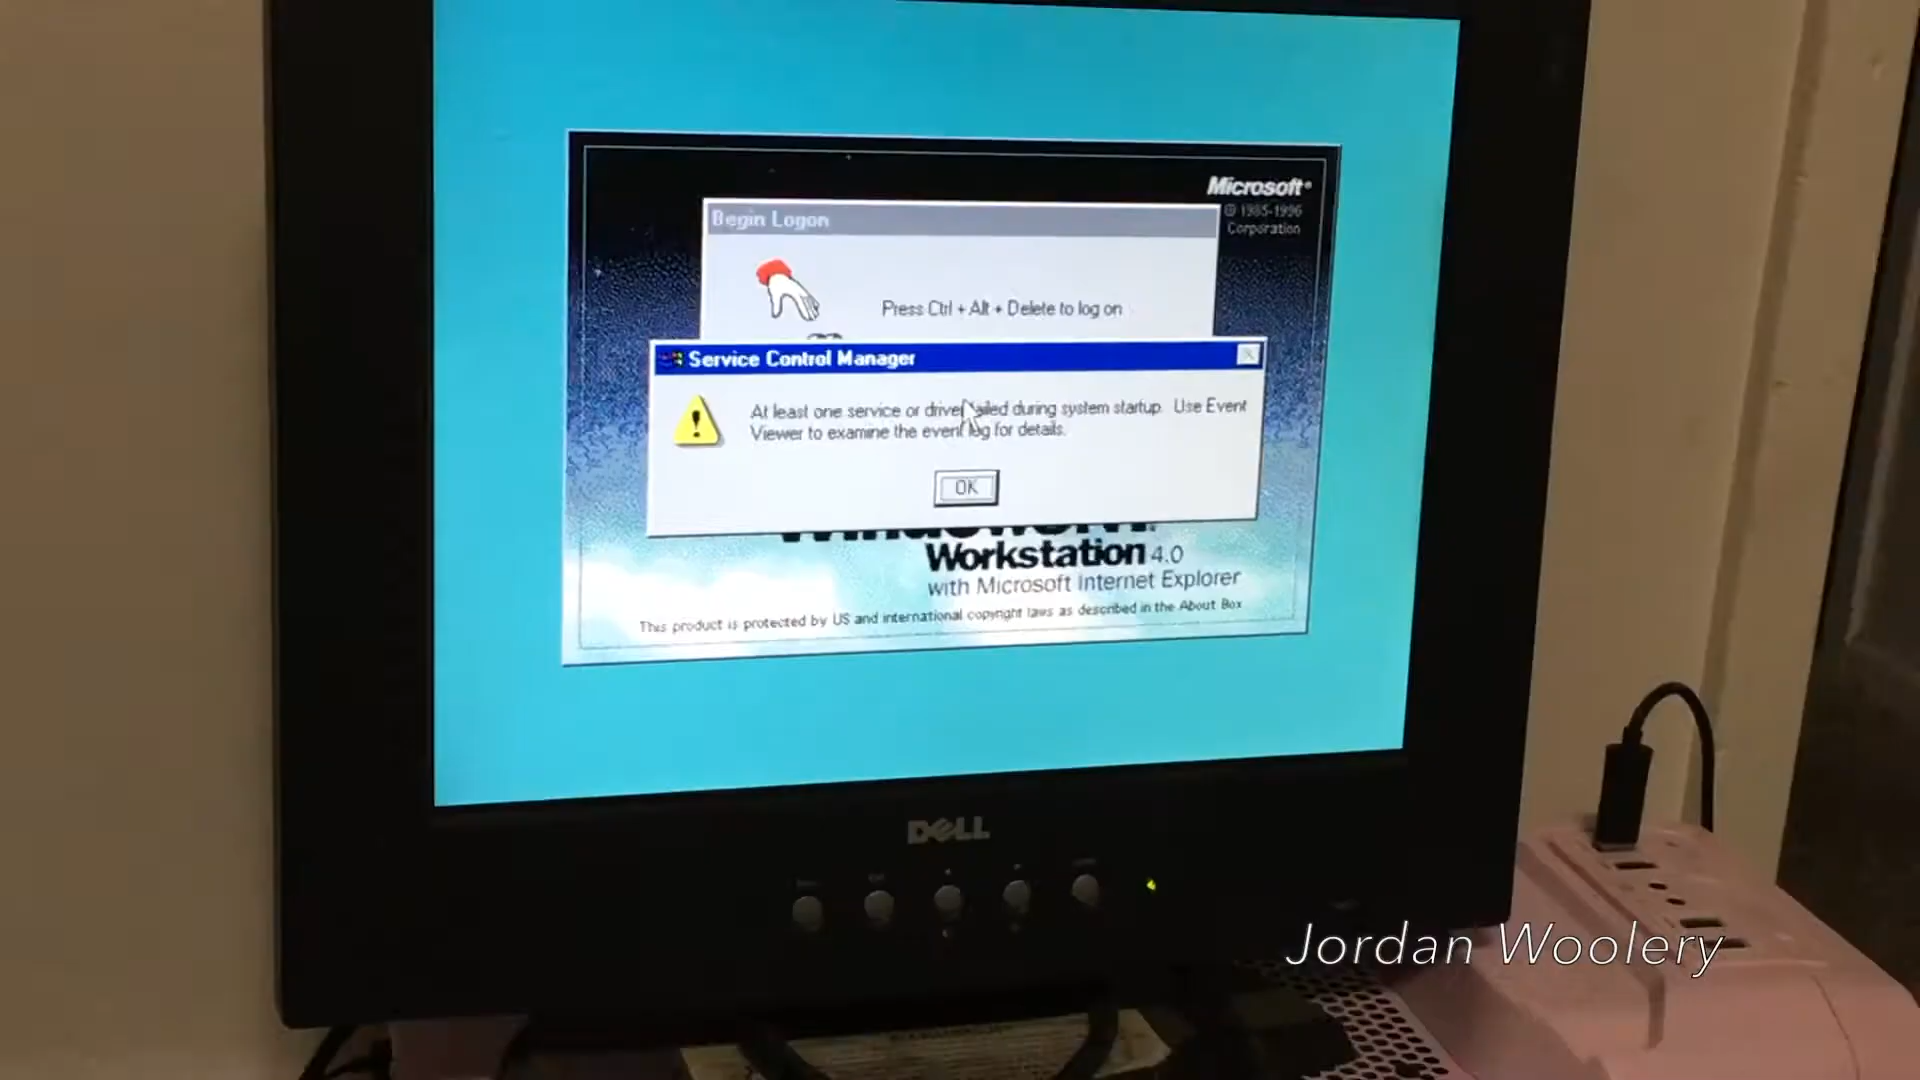 Microsoft®
© 1985-1996
Corporation
Begin Logon
Press Ctrl + Alt + Delete to log on
Service Control Manager
At least one service or driver failed during system startup. Use Event
Viewer to examine the event log for details.
OK
Workstation 4.0
with Microsoft Internet Explorer
This product is protected by US and international copyright laws as described in the About Box
DELL
Jordan Woolery